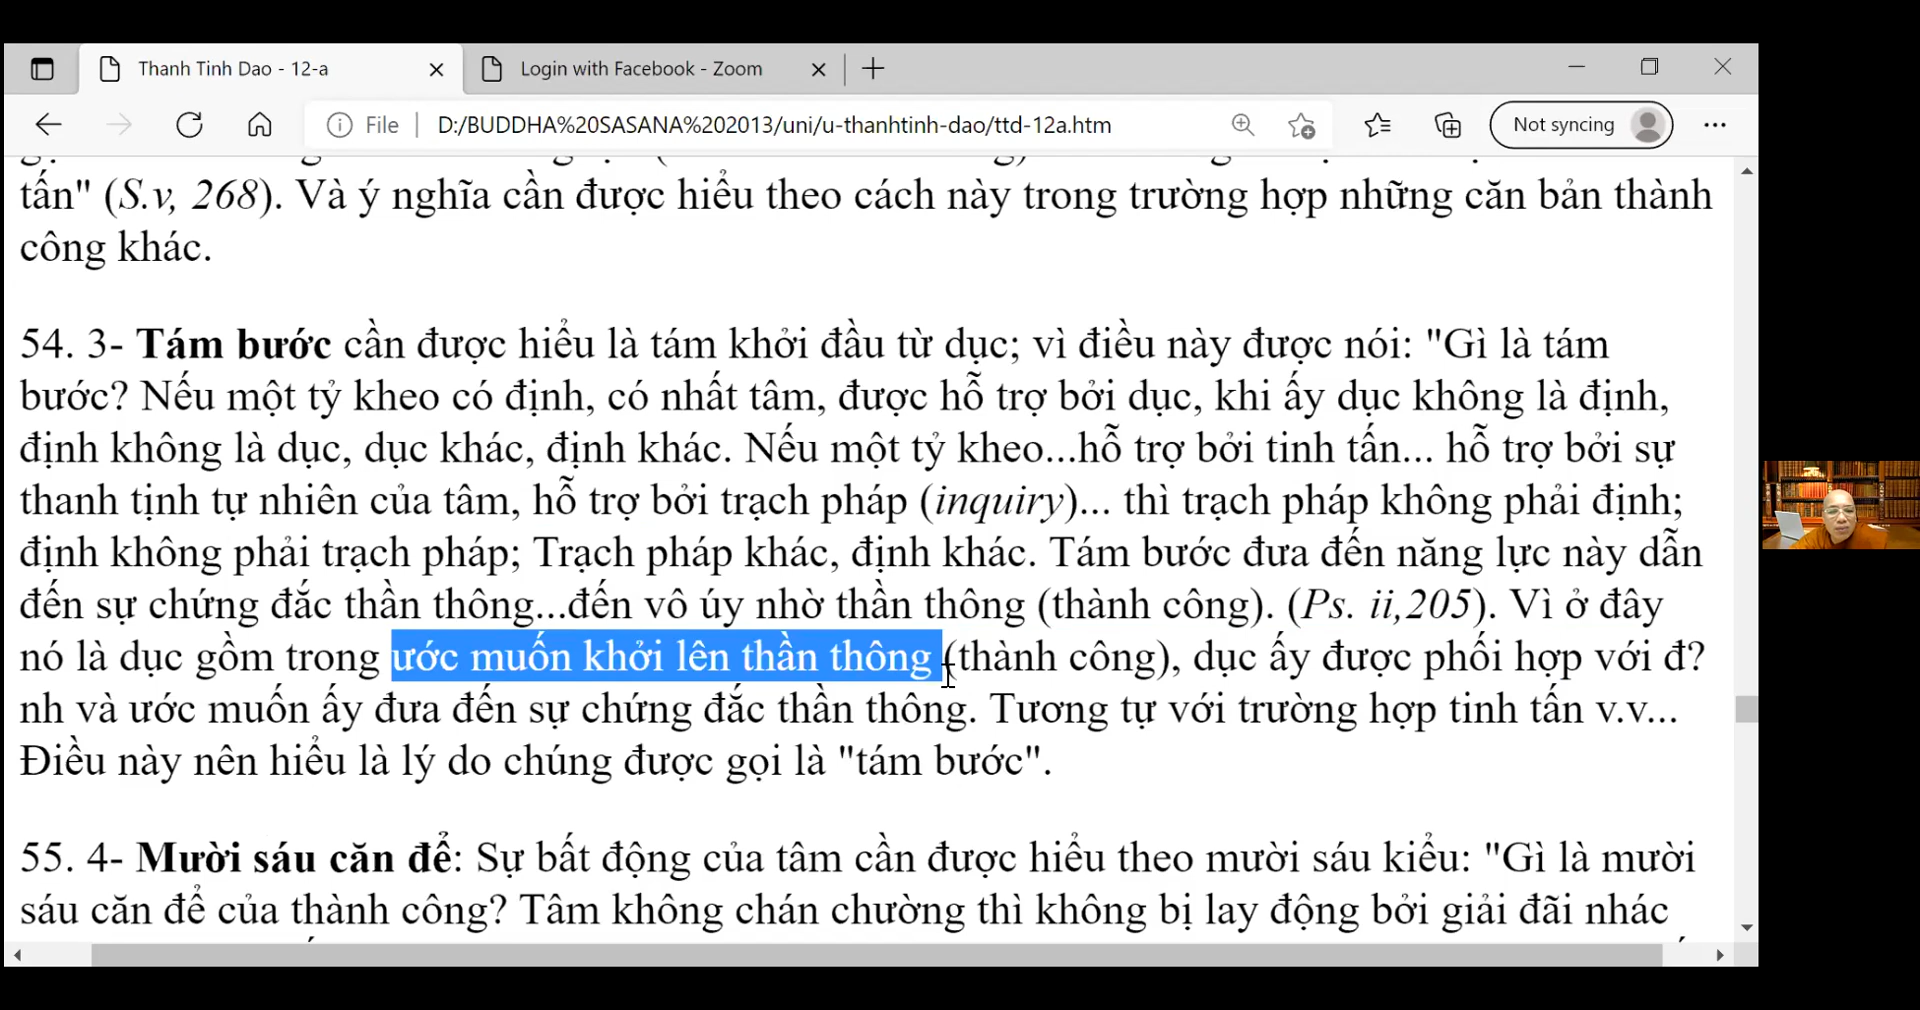 Thanh Tinh Dao - 12-a
Login with Facebook - Zoom
File
D:/BUDDHA%20SASANA%202013/uni/u-thanhtinh-dao/ttd-12a.htm
Not syncing
tấn" (S.v, 268). Và ý nghĩa cần được hiểu theo cách này trong trường hợp những căn bản thành
công khác.
54. 3- Tám bước cần được hiểu là tám khởi đầu từ dục; vì điều này được nói: "Gì là tám
bước? Nếu một tỷ kheo có định, có nhất tâm, được hỗ trợ bởi dục, khi ấy dục không là định,
định không là dục, dục khác, định khác. Nếu một tỷ kheo...hỗ trợ bởi tinh tấn... hỗ trợ bởi sự
thanh tịnh tự nhiên của tâm, hỗ trợ bởi trạch pháp (inquiry)... thì trạch pháp không phải định;
định không phải trạch pháp; Trạch pháp khác, định khác. Tám bước đưa đến năng lực này dẫn
đến sự chứng đắc thần thông...đến vô úy nhờ thần thông (thành công). (Ps. ii,205). Vì ở đây
nó là dục gồm trong ước muốn khởi lên thần thông (thành công), dục ấy được phối hợp với đ?
nh và ước muốn ấy đưa đến sự chứng đắc thần thông. Tương tự với trường hợp tinh tấn v.v...
Điều này nên hiểu là lý do chúng được gọi là "tám bước".
55. 4- Mười sáu căn để: Sự bất động của tâm cần được hiểu theo mười sáu kiểu: "Gì là mười
sáu căn để của thành công? Tâm không chán chường thì không bị lay động bởi giải đãi nhác